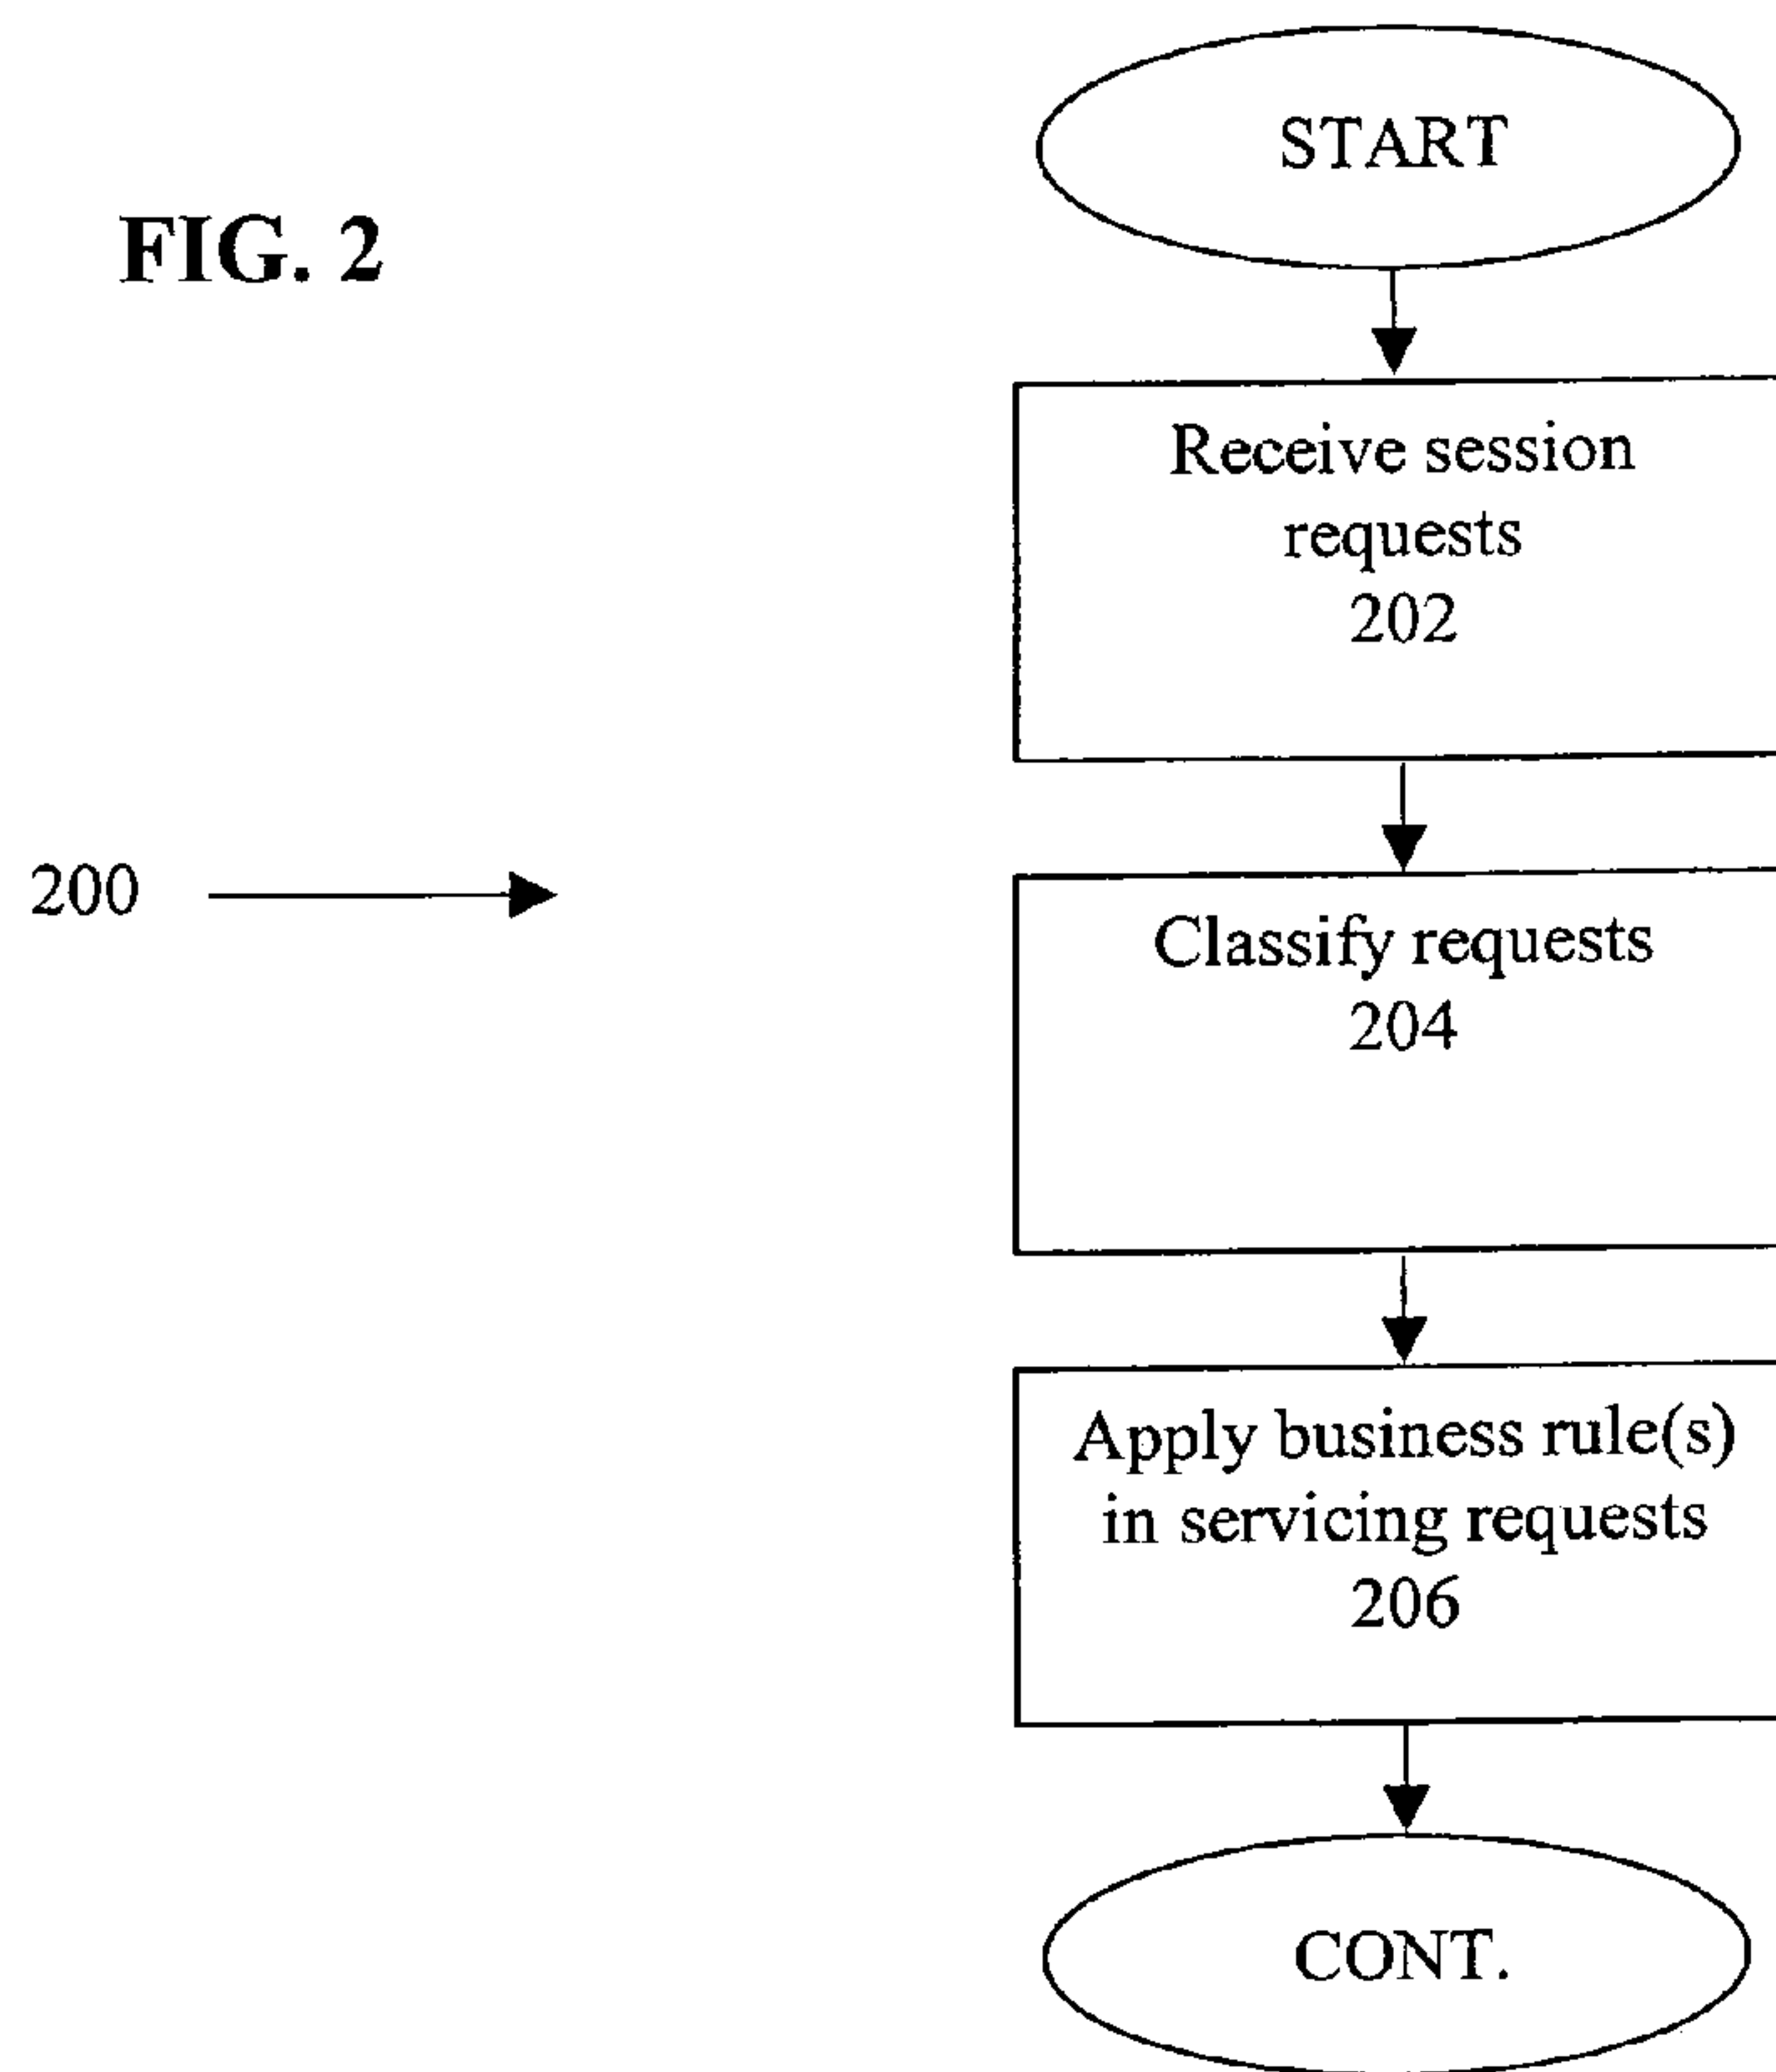 FIG. 2
START
Receive session
requests
202
200
Classify requests
204
Apply business rule(s)
in servicing requests
206
CONT.